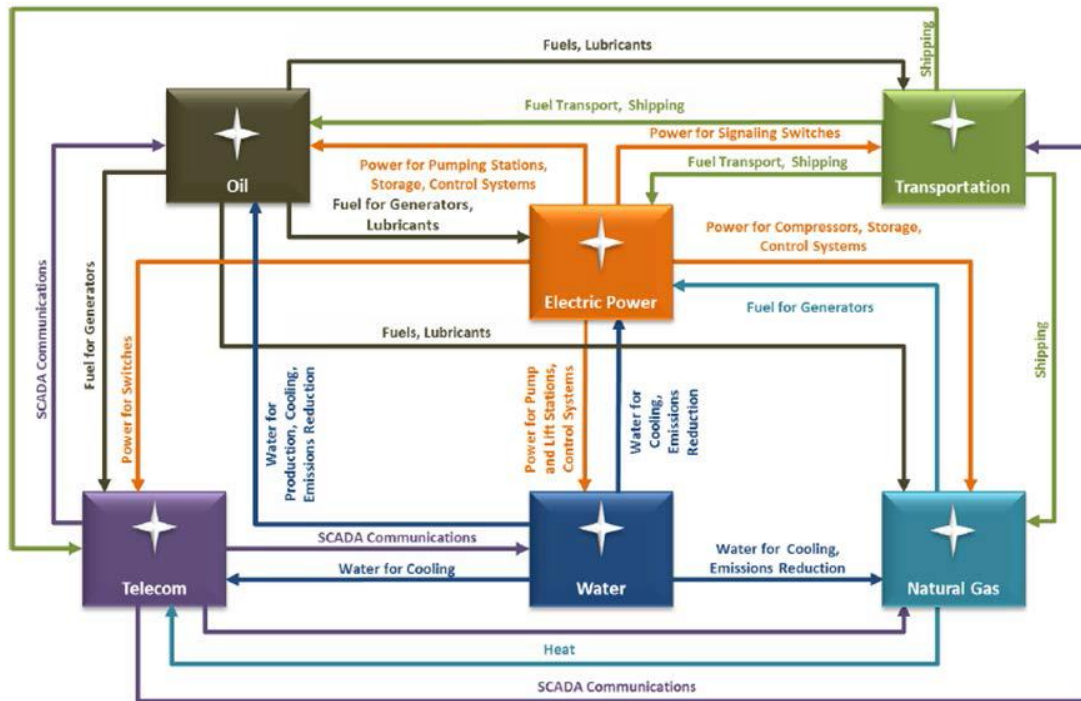 Fuels, Lubricants
Shipping
Fuel Transport, Shipping
Power for Signaling Switches
Oil
Power for Pumping Stations,
Storage, Control Systems
Fuel Transport, Shipping
Transportation
Fuel for Generators,
Lubricants
Power for Compressors, Storage,
Control Systems
Electric Power
Fuel for Generators
SCADA Communications
Fuel for Generators
Power for Switches
Fuels, Lubricants
Shipping
Water for
Production, Cooling,
Emissions Reduction
Power for Pump
and Lift Stations,
Control Systems
Water for
Cooling,
Emissions
Reduction
SCADA Communications
Water for Cooling
Water for Cooling,
Emissions Reduction
Telecom
Water
Natural Gas
Heat
SCADA Communications